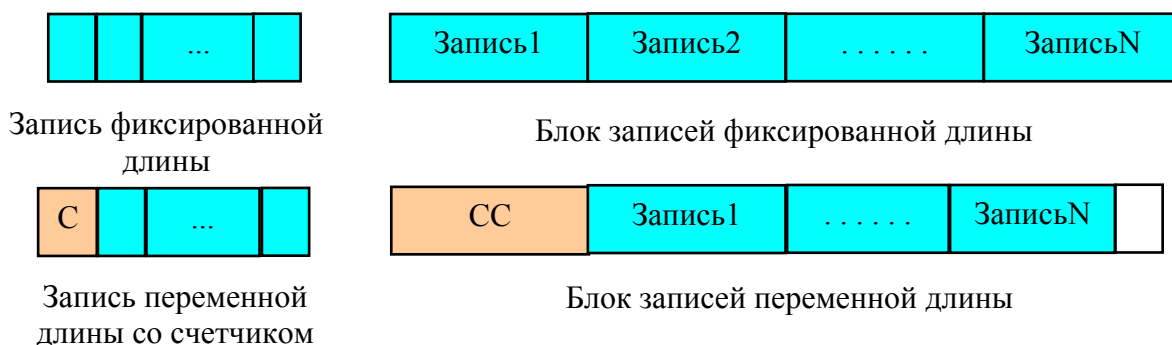 ...
Запись1 Запись2 . . . . . . ЗаписьN
Запись фиксированной
длины
Блок записей фиксированной длины
С ...
СС Запись1 . . . . . . ЗаписьN
Запись переменной
длины со счетчиком
Блок записей переменной длины